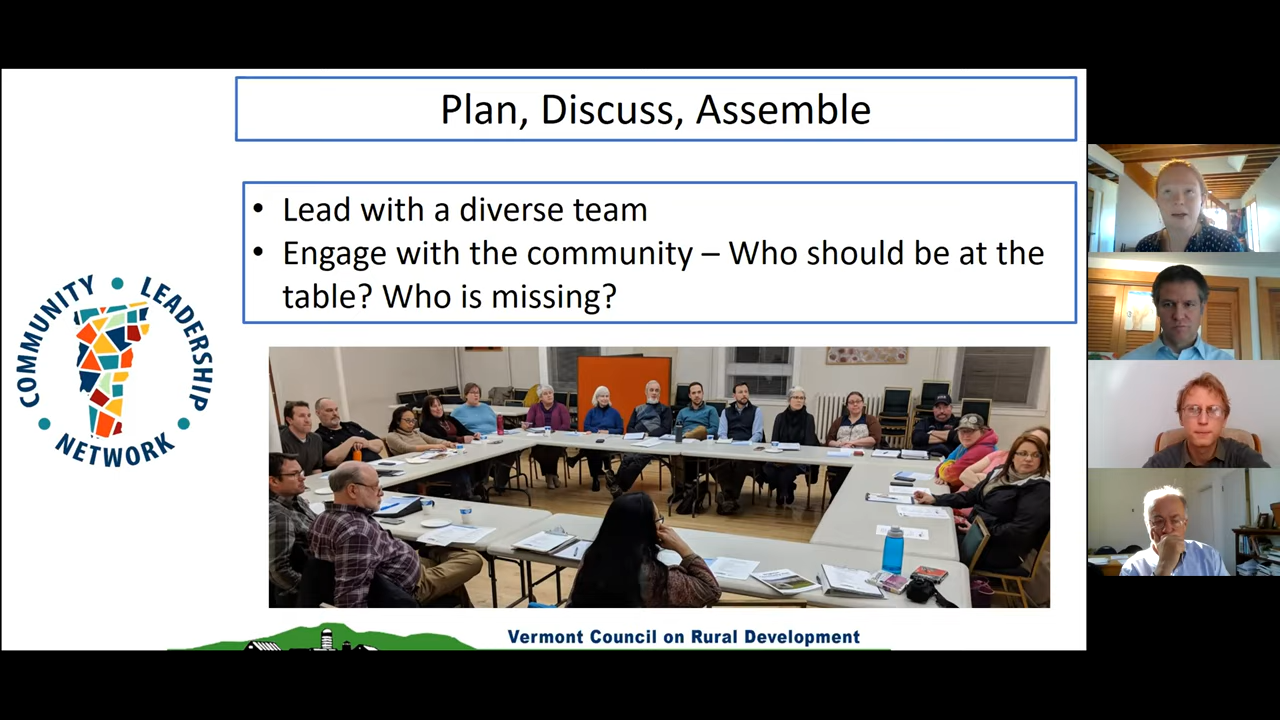 Plan, Discuss, Assemble
• Lead with a diverse team
• Engage with the community – Who should be at the
table? Who is missing?
COMMUNITY • LEADERSHIP
• NETWORK •
Vermont Council on Rural Development